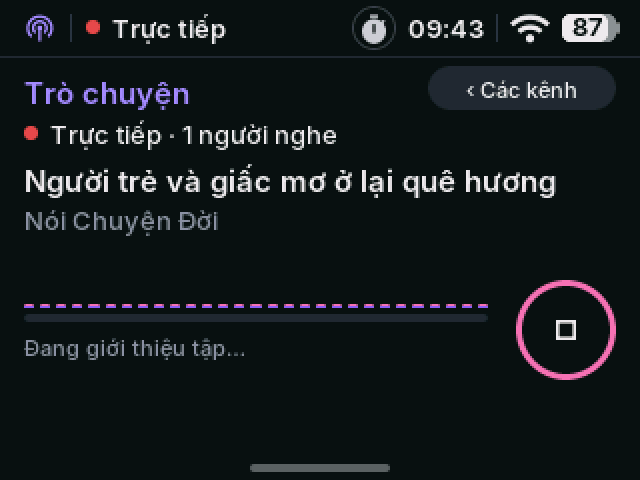 Trực tiếp
09:43
87
Trò chuyện
‹ Các kênh
Trực tiếp · 1 người nghe
Người trẻ và giấc mơ ở lại quê hương
Nói Chuyện Đời
Đang giới thiệu tập...